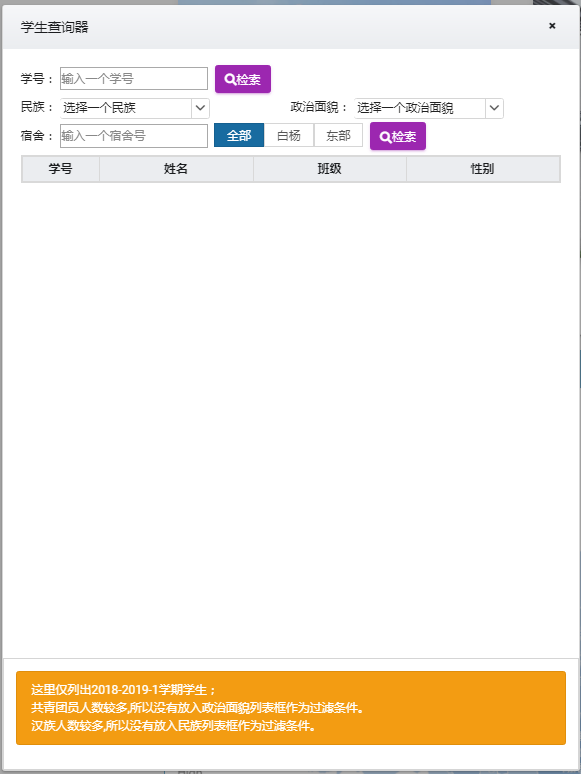 学生查询器 ×
学号： 输入一个学号 检索
民族： 选择一个民族 政治面貌： 选择一个政治面貌
宿舍： 输入一个宿舍号 全部 白杨 东部 检索
学号 姓名 班级 性别
这里仅列出2018-2019-1学期学生；
共青团员人数较多,所以没有放入政治面貌列表框作为过滤条件。
汉族人数较多,所以没有放入民族列表框作为过滤条件。